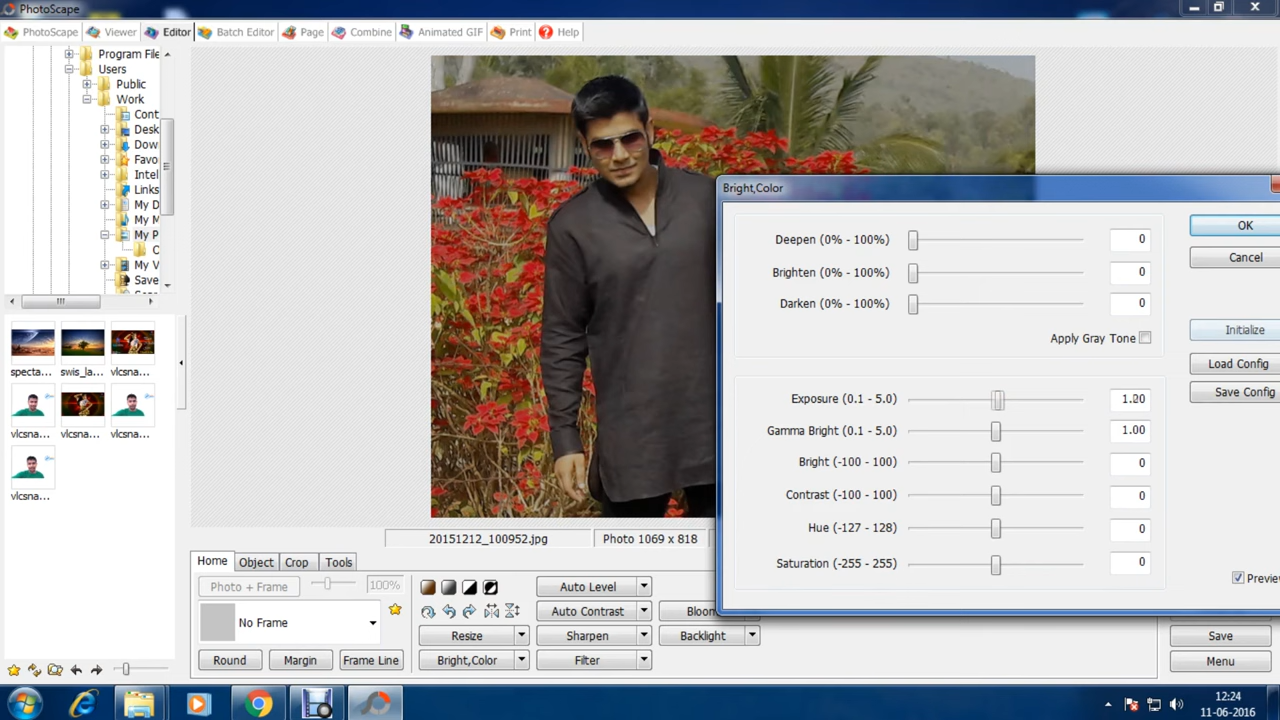 PhotoScape
PhotoScape Viewer Editor Batch Editor Page Combine Animated GIF Print Help
Program File
Users
Public
Work
Cont
Desk
Dow
Favo
Intel
Links
My D
My M
My P
C
My V
Save
specta... swis_la... vlcsna...
vlcsna... vlcsna... vlcsna...
vlcsna...
Bright,Color
Deepen (0% - 100%) 0
Brighten (0% - 100%) 0
Darken (0% - 100%) 0
Apply Gray Tone
Exposure (0.1 - 5.0) 1.20
Gamma Bright (0.1 - 5.0) 1.00
Bright (-100 - 100) 0
Contrast (-100 - 100) 0
Hue (-127 - 128) 0
Saturation (-255 - 255) 0
OK
Cancel
Initialize
Load Config
Save Config
Preview
20151212_100952.jpg Photo 1069 x 818
Home Object Crop Tools
Photo + Frame 100%
No Frame
Round Margin Frame Line
Resize
Bright,Color
Auto Level
Auto Contrast
Sharpen
Filter
Bloom
Backlight
Save
Menu
12:24
11-06-2016